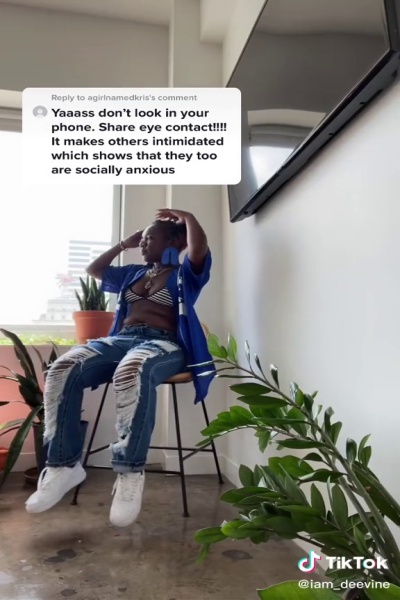 Reply to agirlnamedkris's comment
Yaaass don't look in your
phone. Share eye contact!!!!
It makes others intimidated
which shows that they too
are socially anxious
TikTok
@iam_deevine_